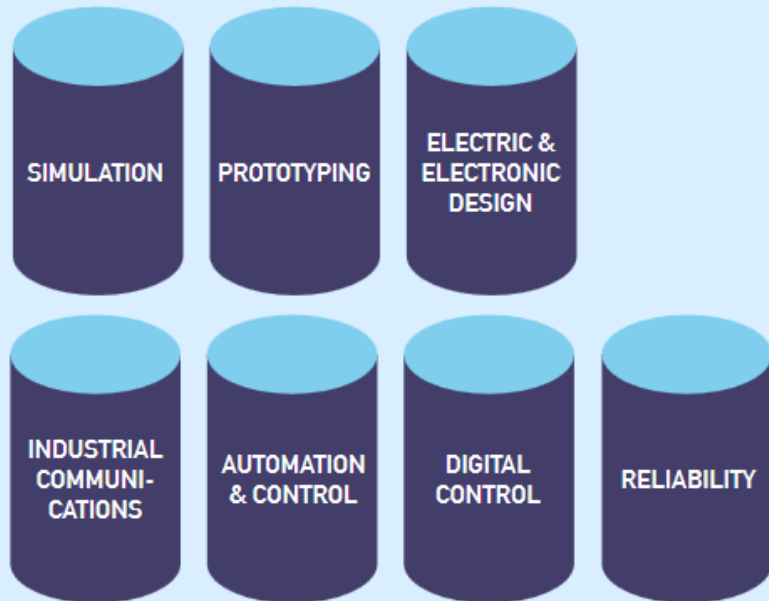 SIMULATION
PROTOTYPING
ELECTRIC &
ELECTRONIC
DESIGN
INDUSTRIAL
COMMUNI-
CATIONS
AUTOMATION
& CONTROL
DIGITAL
CONTROL
RELIABILITY